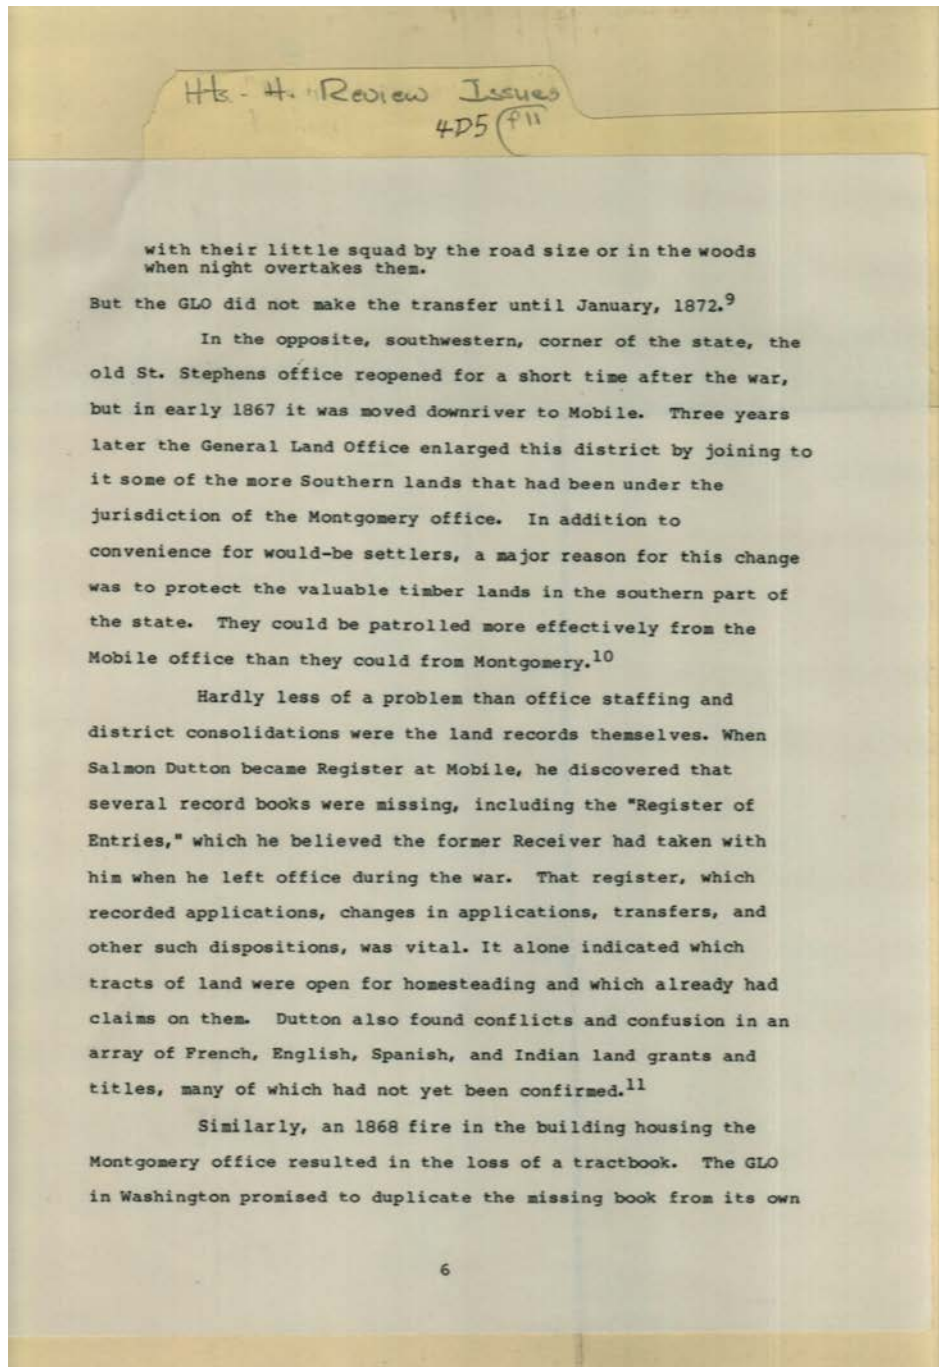 Hts - H. Review Issues
4D5 (f11
with their little squad by the road size or in the woods
when night overtakes them.
But the GLO did not make the transfer until January, 1872.9
In the opposite, southwestern, corner of the state, the
old St. Stephens office reopened for a short time after the war,
but in early 1867 it was moved downriver to Mobile. Three years
later the General Land Office enlarged this district by joining to
it some of the more Southern lands that had been under the
jurisdiction of the Montgomery office. In addition to
convenience for would-be settlers, a major reason for this change
was to protect the valuable timber lands in the southern part of
the state. They could be patrolled more effectively from the
Mobile office than they could from Montgomery.10
Hardly less of a problem than office staffing and
district consolidations were the land records themselves. When
Salmon Dutton became Register at Mobile, he discovered that
several record books were missing, including the "Register of
Entries," which he believed the former Receiver had taken with
him when he left office during the war. That register, which
recorded applications, changes in applications, transfers, and
other such dispositions, was vital. It alone indicated which
tracts of land were open for homesteading and which already had
claims on them. Dutton also found conflicts and confusion in an
array of French, English, Spanish, and Indian land grants and
titles, many of which had not yet been confirmed.11
Similarly, an 1868 fire in the building housing the
Montgomery office resulted in the loss of a tractbook. The GLO
in Washington promised to duplicate the missing book from its own
6